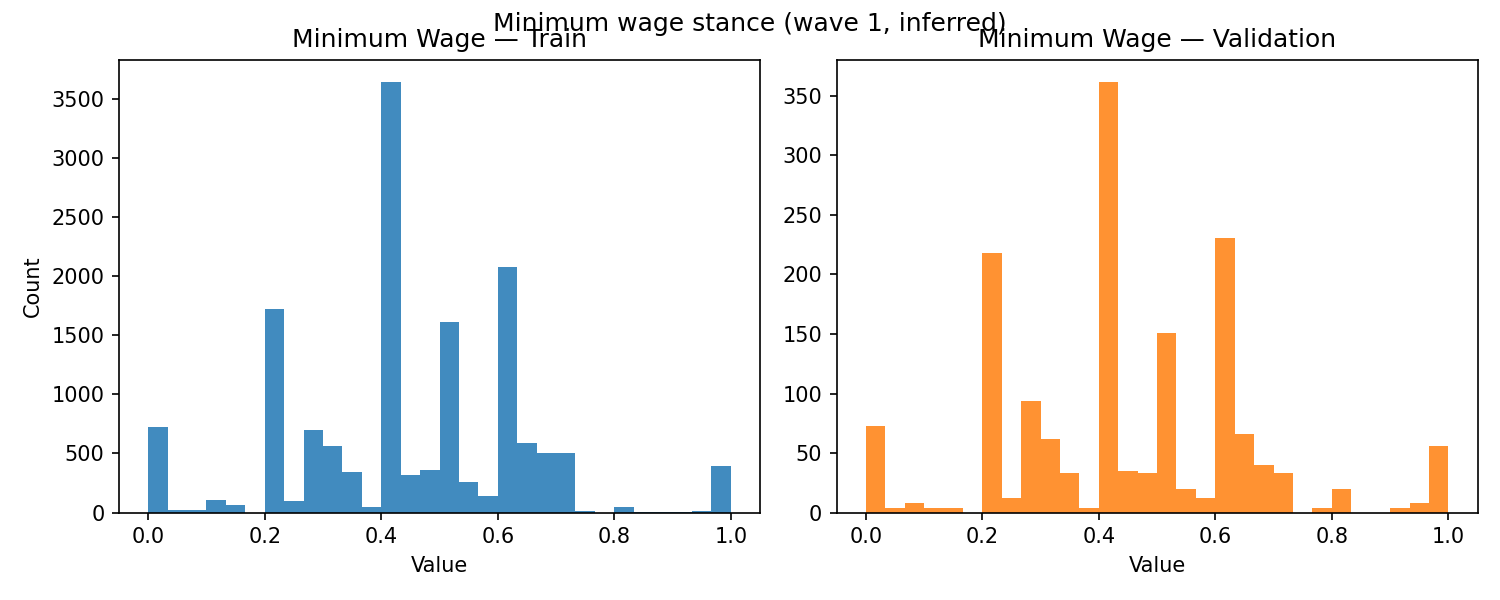 Minimum wage stance (wave 1, inferred)
Minimum Wage — Train
Minimum Wage — Validation
Count
3500
3000
2500
2000
1500
1000
500
0
0.0 0.2 0.4 0.6 0.8 1.0
Value
350
300
250
200
150
100
50
0
0.0 0.2 0.4 0.6 0.8 1.0
Value